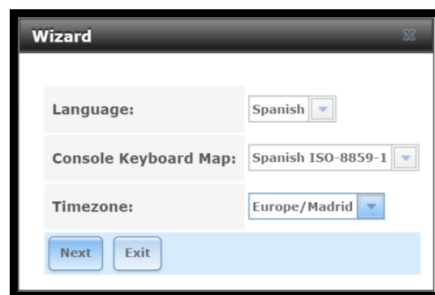 Wizard
Language: Spanish
Console Keyboard Map: Spanish ISO-8859-1
Timezone: Europe/Madrid
Next Exit